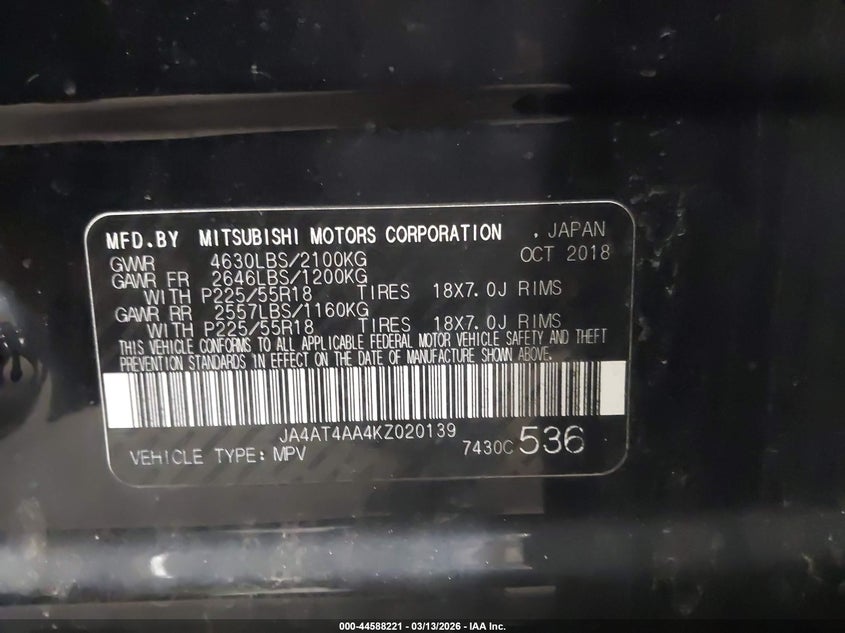 MFD.BY MITSUBISHI MOTORS CORPORATION . JAPAN
OCT 2018
GVWR 4630LBS/2100KG
GAWR FR 2646LBS/1200KG
WITH P225/55R18 TIRES 18X7.0J RIMS
GAWR RR 2557LBS/1160KG
WITH P225/55R18 TIRES 18X7.0J RIMS
THIS VEHICLE CONFORMS TO ALL APPLICABLE FEDERAL MOTOR VEHICLE SAFETY AND THEFT
PREVENTION STANDARDS IN EFFECT ON THE DATE OF MANUFACTURE SHOWN ABOVE.
JA4AT4AA4KZ020139
VEHICLE TYPE: MPV 7430C 536
000-44588221 - 03/13/2026 - IAA Inc.